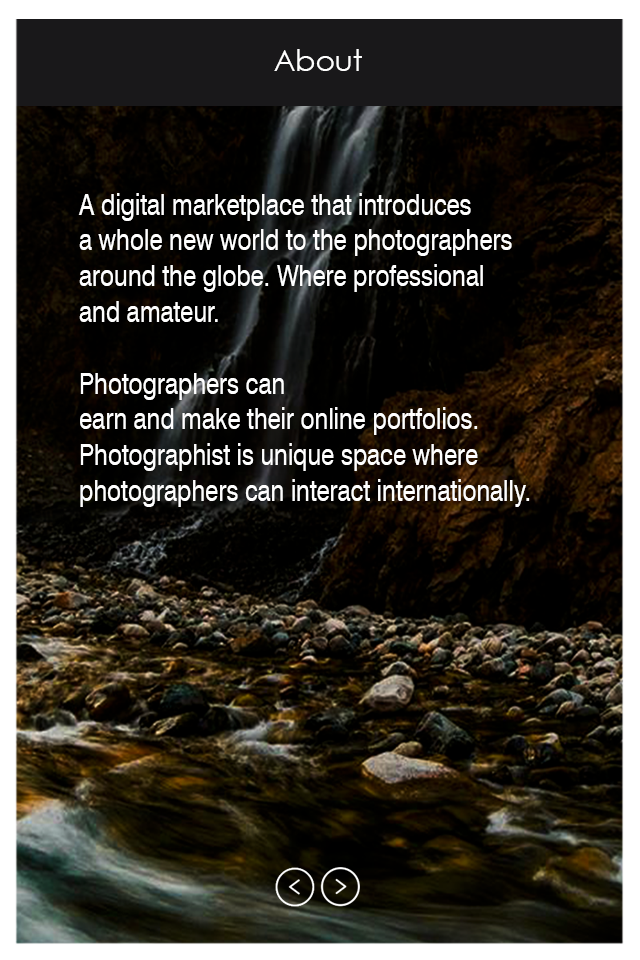 About
A digital marketplace that introduces
a whole new world to the photographers
around the globe. Where professional
and amateur.
Photographers can
earn and make their online portfolios.
Photographist is unique space where
photographers can interact internationally.